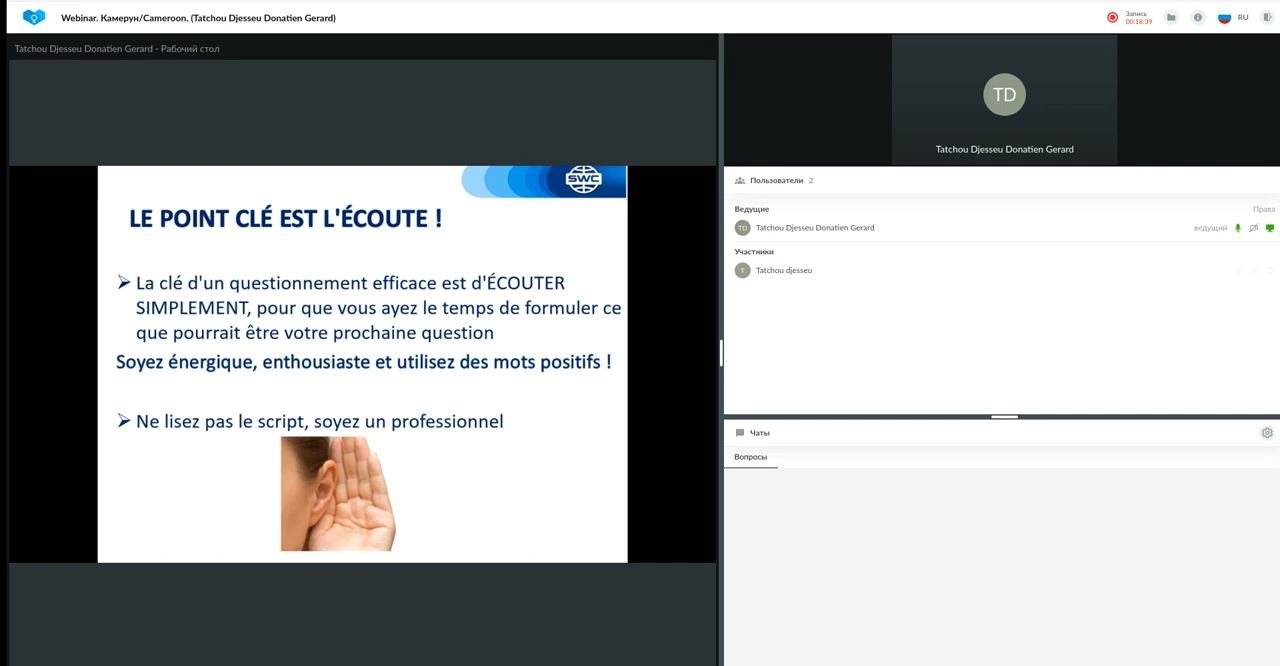 Webinar. Камерун/Cameroon. (Tatchou Djesseu Donatien Gerard)
Запись
00:18:39
RU
Tatchou Djesseu Donatien Gerard - Рабочий стол
SWC
LE POINT CLÉ EST L'ÉCOUTE !
➢ La clé d'un questionnement efficace est d'ÉCOUTER
SIMPLEMENT, pour que vous ayez le temps de formuler ce
que pourrait être votre prochaine question
Soyez énergique, enthousiaste et utilisez des mots positifs !
➢ Ne lisez pas le script, soyez un professionnel
TD
Tatchou Djesseu Donatien Gerard
Пользователи 2
Ведущие Права
TD Tatchou Djesseu Donatien Gerard ведущий
Участники
T Tatchou djesseu
Чаты
Вопросы